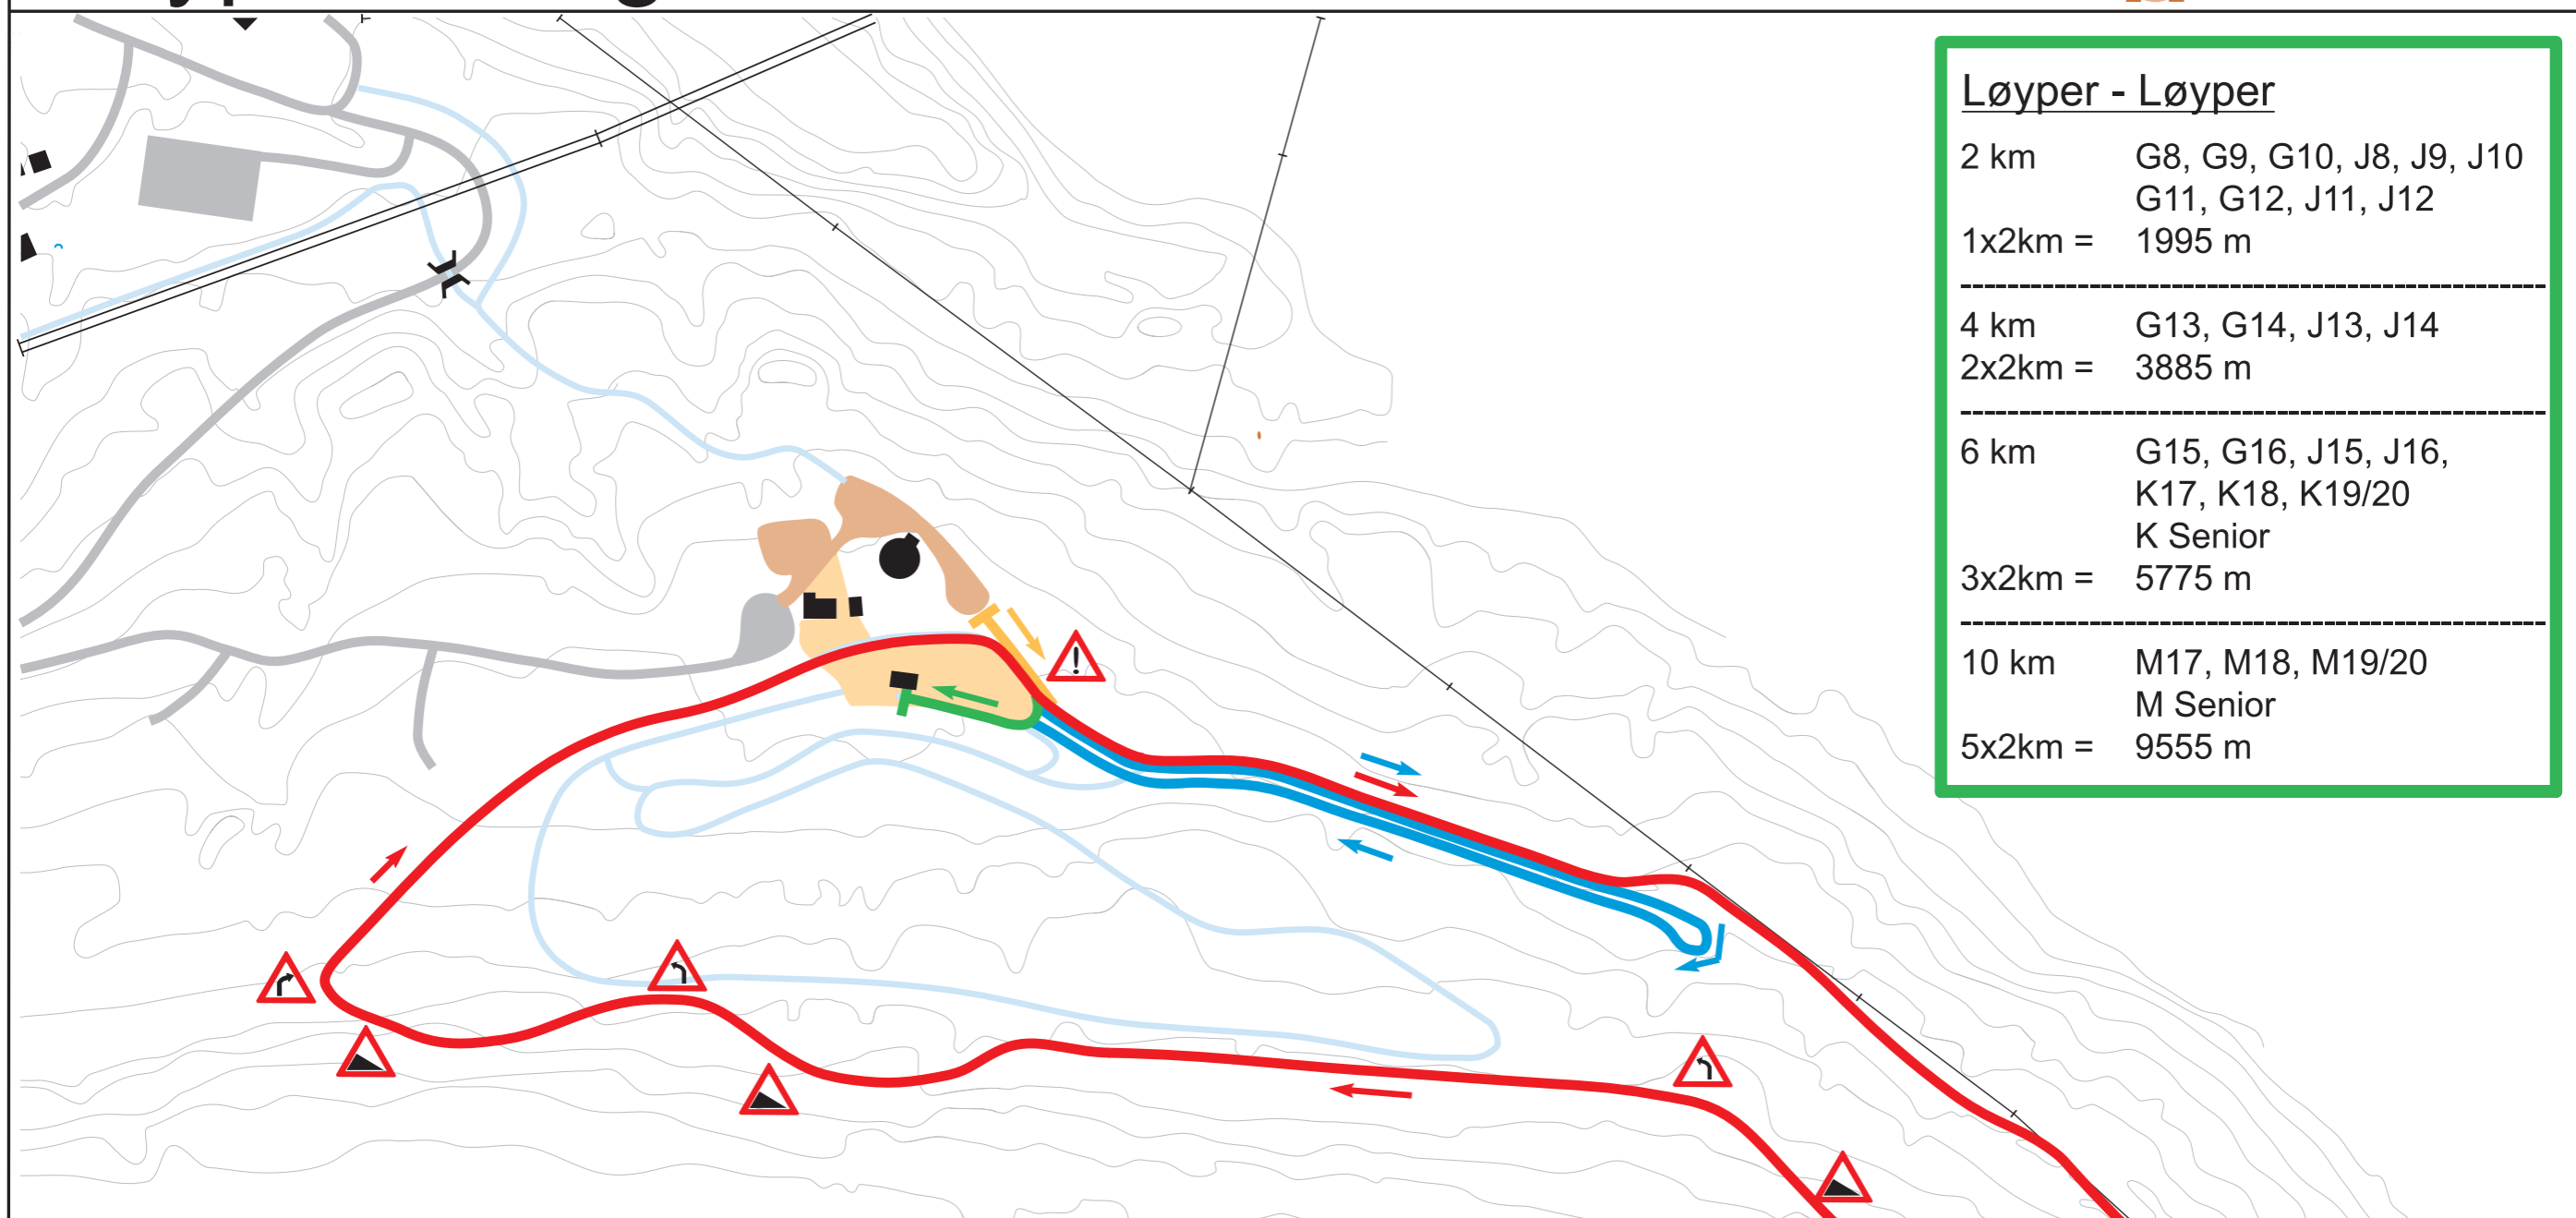 Løyper - Løyper
2 km G8, G9, G10, J8, J9, J10
G11, G12, J11, J12
1x2km = 1995 m
4 km G13, G14, J13, J14
2x2km = 3885 m
6 km G15, G16, J15, J16,
K17, K18, K19/20
K Senior
3x2km = 5775 m
10 km M17, M18, M19/20
M Senior
5x2km = 9555 m